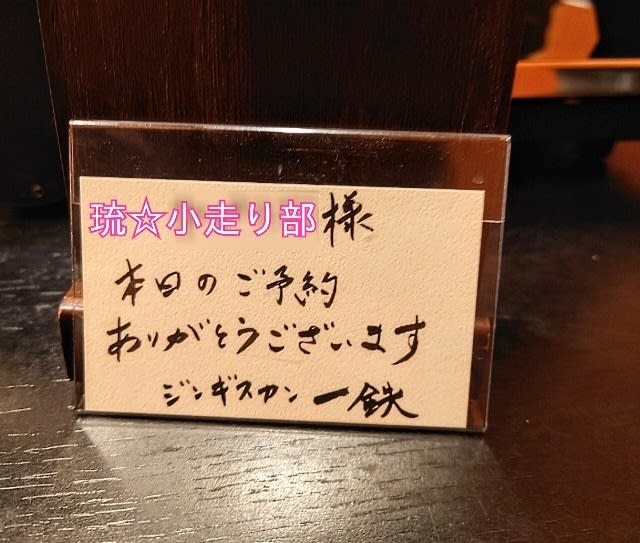 琉☆小走り部様
本日のご予約
ありがとうございます
ジンギスカン 一鉄